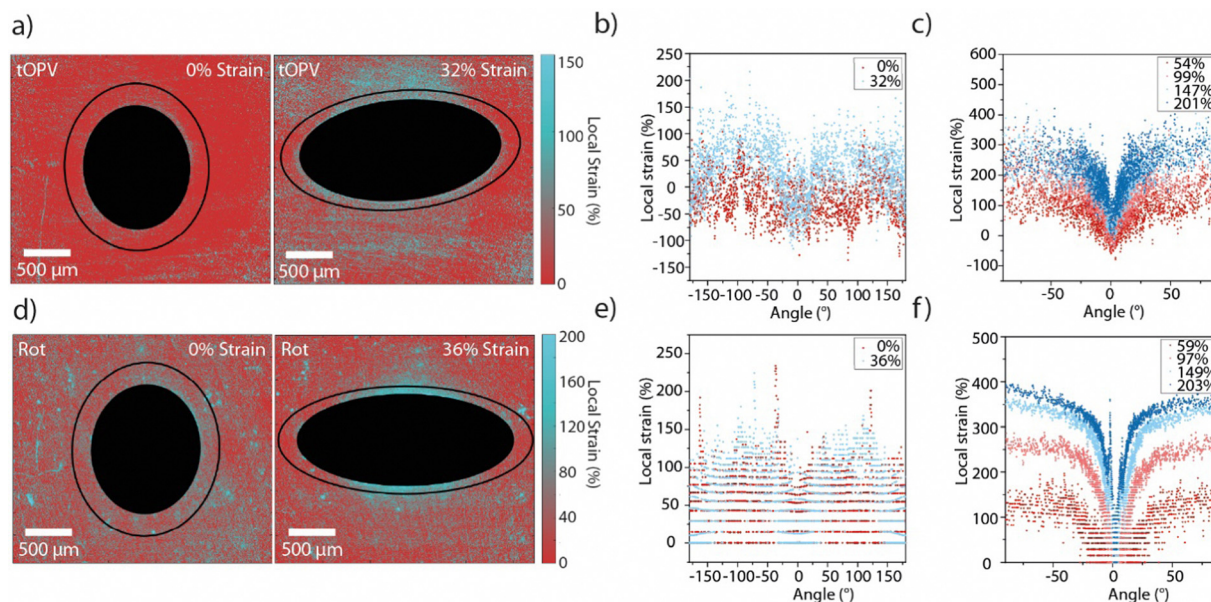 a)
tOPV 0% Strain
500 µm
tOPV 32% Strain
500 µm
150
100
50
0
Local Strain (%)
b)
250
200
150
100
50
0
-50
-100
-150
Local strain (%)
0%
32%
-150 -100 -50 0 50 100 150
Angle (°)
c)
600
500
400
300
200
100
0
-100
Local strain(%)
54%
99%
147%
201%
-50 0 50
Angle (°)
d)
Rot 0% Strain
500 µm
Rot 36% Strain
500 µm
200
160
120
80
40
0
Local Strain (%)
e)
250
200
150
100
50
0
Local strain (%)
0%
36%
-150 -100 -50 0 50 100 150
Angle (°)
f)
500
400
300
200
100
0
Local strain (%)
59%
97%
149%
203%
-50 0 50
Angle (°)